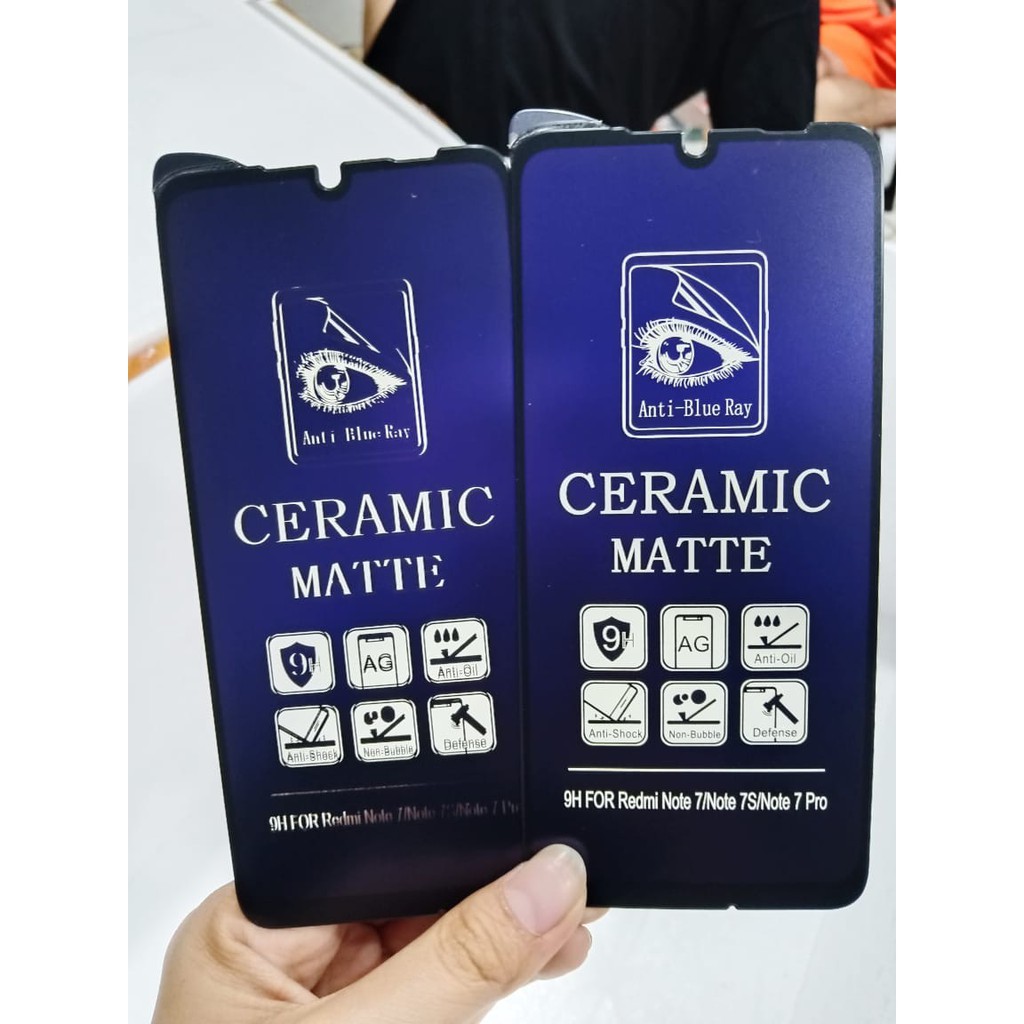 Anti-Blue Ray
CERAMIC
MATTE
9H
AG
Anti-Oil
Anti-Shock
Non-Bubble
Defense
9H FOR Redmi Note 7/Note 7S/Note 7 Pro
Anti-Blue Ray
CERAMIC
MATTE
9H
AG
Anti-Oil
Anti-Shock
Non-Bubble
Defense
9H FOR Redmi Note 7/Note 7S/Note 7 Pro